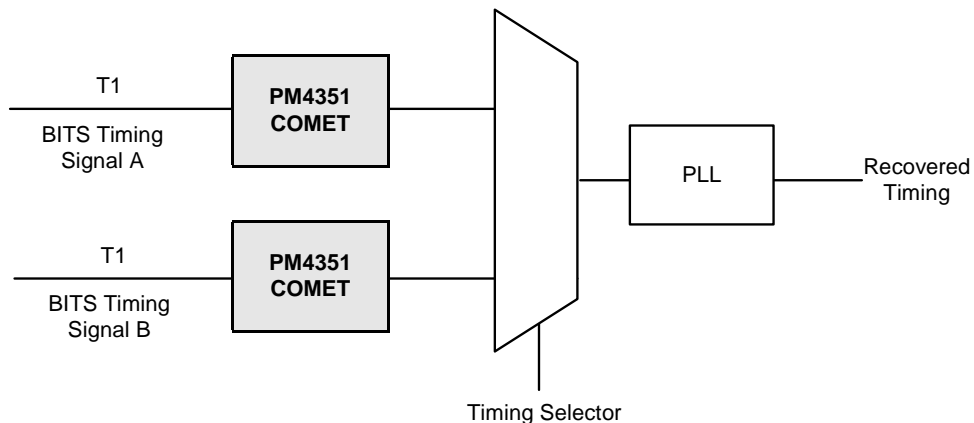 T1
BITS Timing
Signal A
PM4351
COMET
T1
BITS Timing
Signal B
PM4351
COMET
PLL
Recovered
Timing
Timing Selector